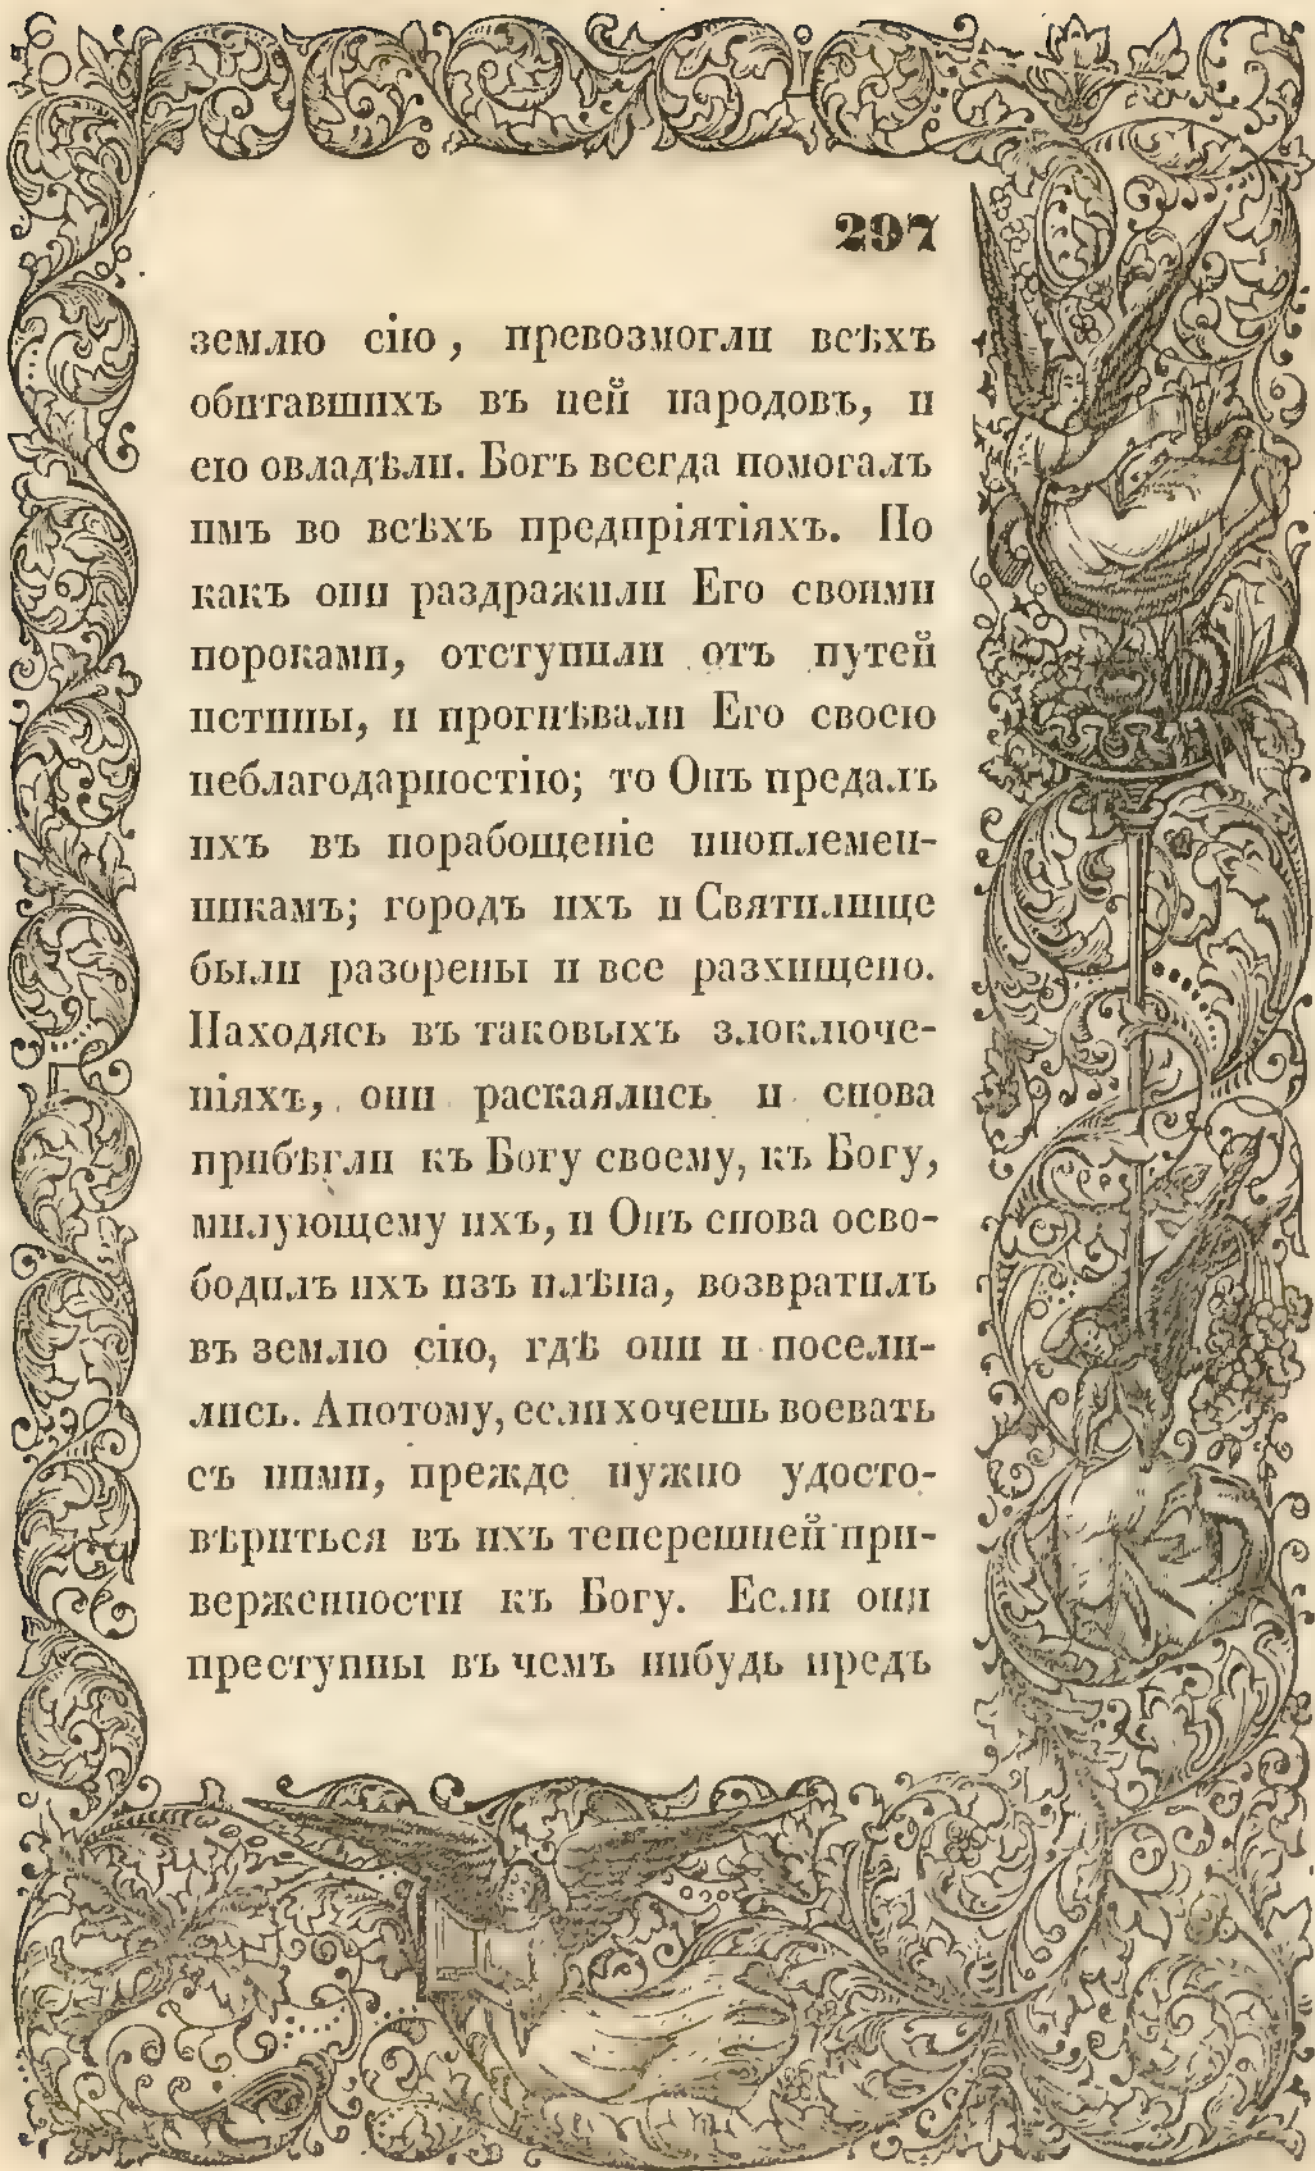 297
землю сію, превозмогли всѣхъ
обитавшихъ въ ней народовъ, и
ею овладѣли. Богъ всегда помогалъ
имъ во всѣхъ предпріятіяхъ. Но
какъ они раздражили Его своими
пороками, отступили отъ путей
истины, и прогнѣвали Его своею
неблагодарностію; то Онъ предалъ
ихъ въ порабощеніе иноплемен-
никамъ; городъ ихъ и Святилище
были разорены и все разхищено.
Находясь въ таковыхъ злоключе-
ніяхъ, они раскаялись и снова
прибѣгли къ Богу своему, къ Богу,
милующему ихъ, и Онъ снова осво-
бодилъ ихъ изъ плѣна, возвратилъ
въ землю сію, гдѣ они и посели-
лись. Апотому, если хочешь воевать
съ ними, прежде нужно удосто-
вѣриться въ ихъ теперешней при-
верженности къ Богу. Если они
преступны въ чемъ нибудь предъ